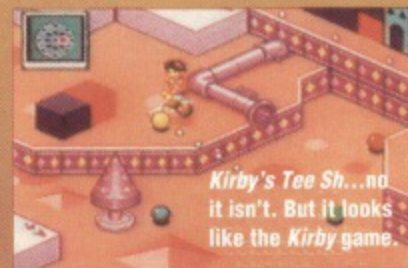 Kirby's Tee Sh...no
it isn't. But it looks
like the Kirby game.